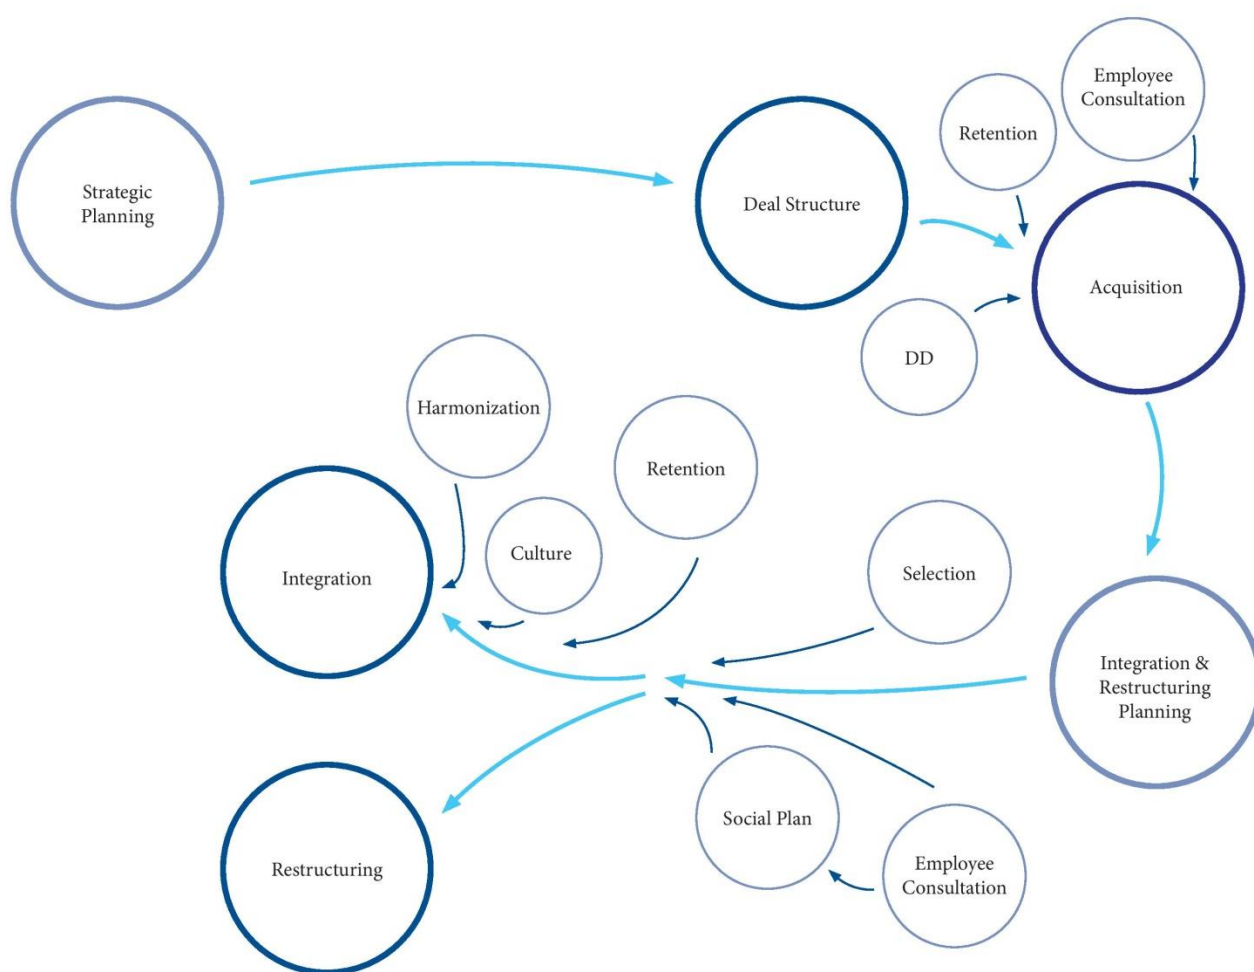 Employee
Consultation
Retention
Strategic
Planning
Deal Structure
Acquisition
DD
Harmonization
Retention
Culture
Selection
Integration
Integration &
Restructuring
Planning
Social Plan
Restructuring
Employee
Consultation